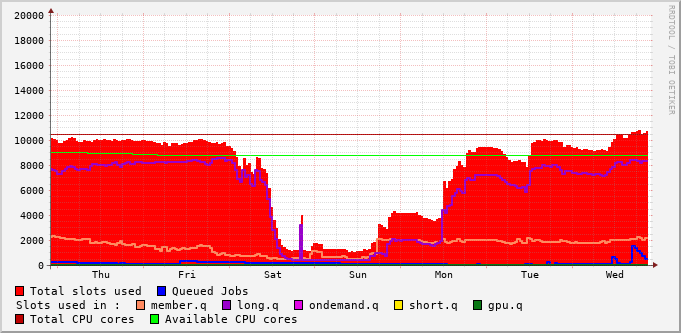 RRDTOOL / TOBI OETIKER
20000
18000
16000
14000
12000
10000
8000
6000
4000
2000
0
Thu Fri Sat Sun Mon Tue Wed
Total slots used Queued Jobs
Slots used in : member.q long.q ondemand.q short.q gpu.q
Total CPU cores Available CPU cores